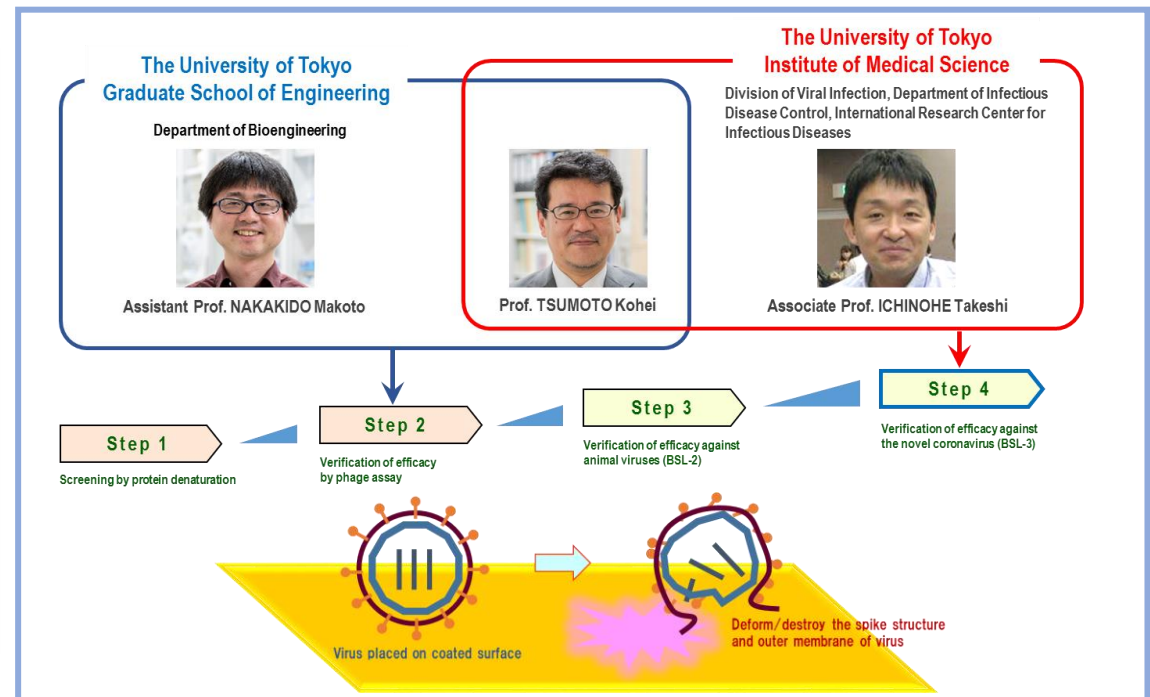 The University of Tokyo
Graduate School of Engineering
Department of Bioengineering
Assistant Prof. NAKAKIDO Makoto
Prof. TSUMOTO Kohei
The University of Tokyo
Institute of Medical Science
Division of Viral Infection, Department of Infectious
Disease Control, International Research Center for
Infectious Diseases
Associate Prof. ICHINOHE Takeshi
Step 1
Screening by protein denaturation
Step 2
Verification of efficacy
by phage assay
Step 3
Verification of efficacy against
animal viruses (BSL-2)
Step 4
Verification of efficacy against
the novel coronavirus (BSL-3)
Virus placed on coated surface
Deform/destroy the spike structure
and outer membrane of virus